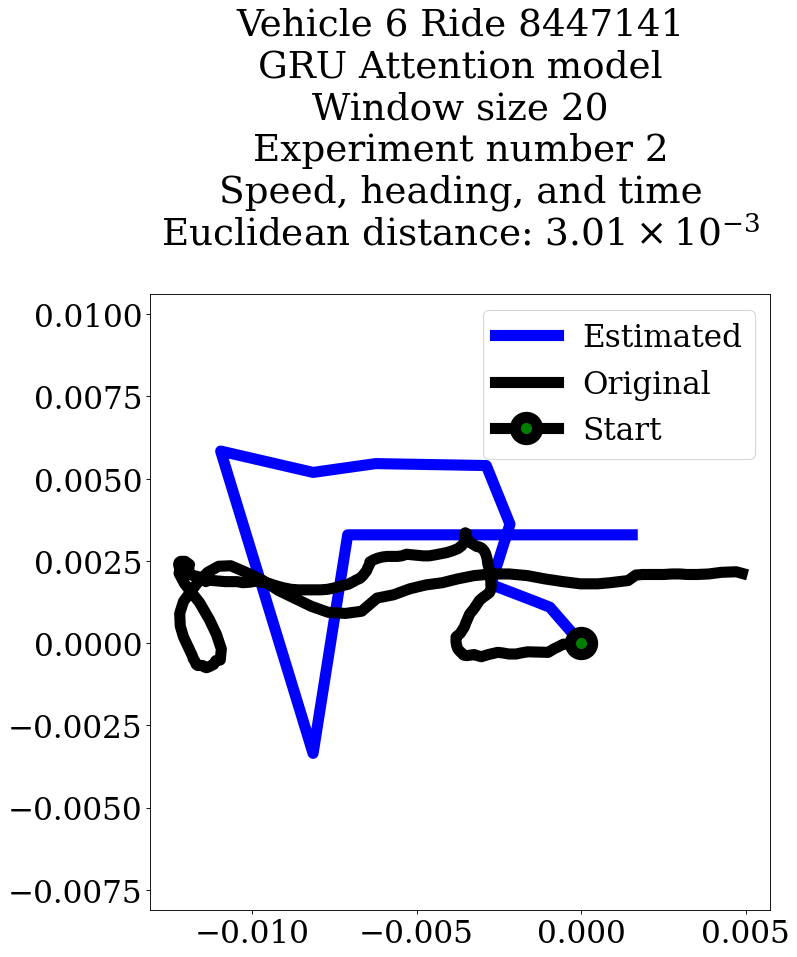 Vehicle 6 Ride 8447141
GRU Attention model
Window size 20
Experiment number 2
Speed, heading, and time
Euclidean distance: 3.01 × 10⁻³
Estimated
Original
Start
0.0100
0.0075
0.0050
0.0025
0.0000
−0.0025
−0.0050
−0.0075
−0.010 −0.005 0.000 0.005